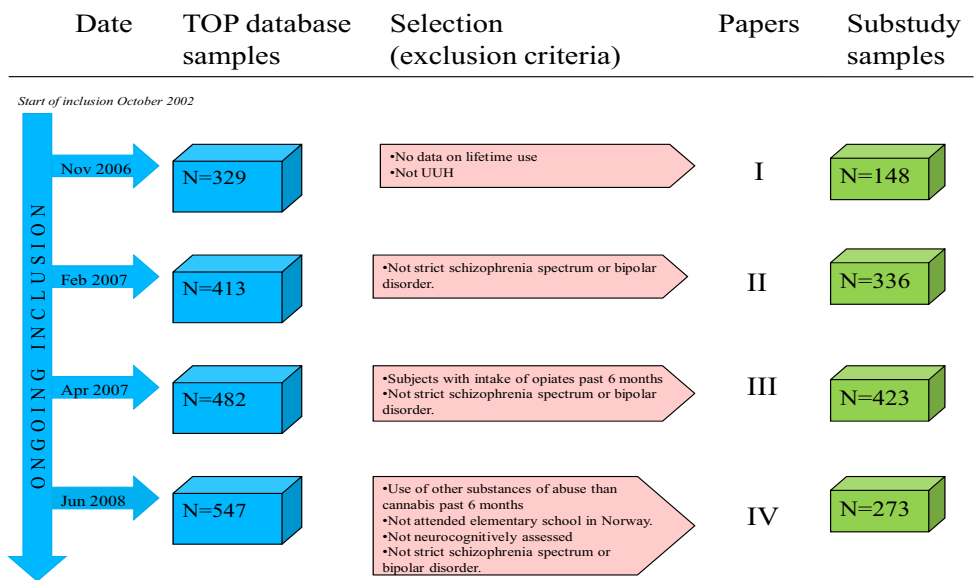 Date
TOP database
samples
Selection
(exclusion criteria)
Papers
Substudy
samples
Start of inclusion October 2002
ONGOING INCLUSION
Nov 2006
N=329
•No data on lifetime use
•Not UUH
I
N=148
Feb 2007
N=413
•Not strict schizophrenia spectrum or bipolar
disorder.
II
N=336
Apr 2007
N=482
•Subjects with intake of opiates past 6 months
•Not strict schizophrenia spectrum or bipolar
disorder.
III
N=423
Jun 2008
N=547
•Use of other substances of abuse than
cannabis past 6 months
•Not attended elementary school in Norway.
•Not neurocognitively assessed
•Not strict schizophrenia spectrum or
bipolar disorder.
IV
N=273